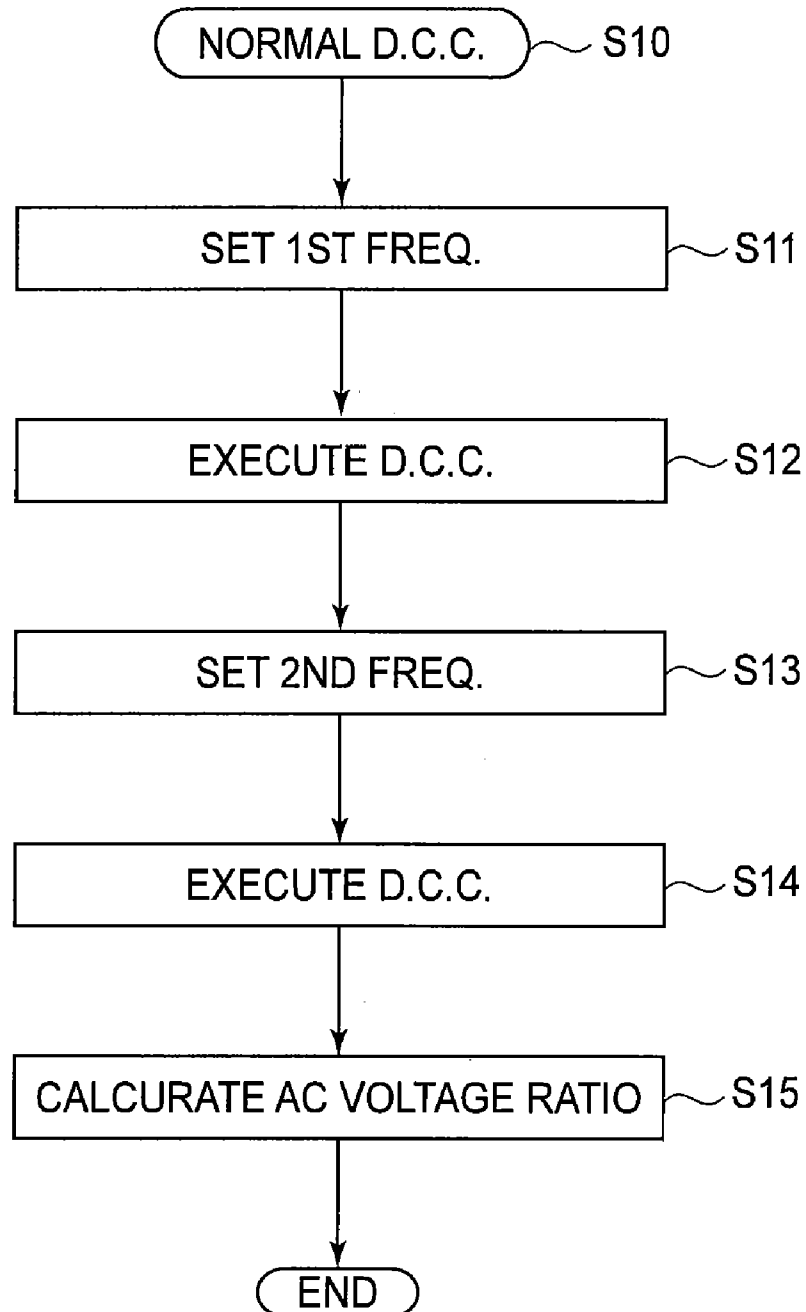 NORMAL D.C.C. S10
SET 1ST FREQ. S11
EXECUTE D.C.C. S12
SET 2ND FREQ. S13
EXECUTE D.C.C. S14
CALCURATE AC VOLTAGE RATIO S15
END